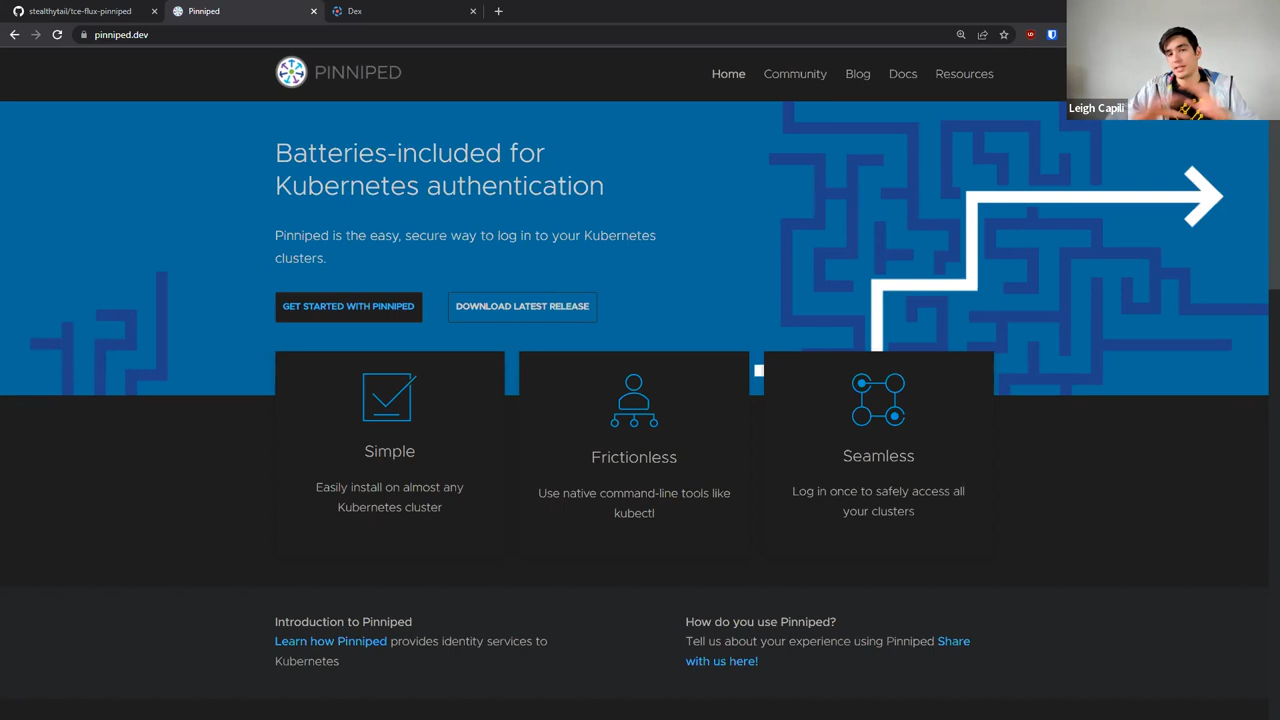 stealthytail/tce-flux-pinniped
Pinniped
Dex
pinniped.dev
PINNIPED
Home
Community
Blog
Docs
Resources
Leigh Capili
Batteries-included for
Kubernetes authentication
Pinniped is the easy, secure way to log in to your Kubernetes
clusters.
GET STARTED WITH PINNIPED
DOWNLOAD LATEST RELEASE
Simple
Easily install on almost any
Kubernetes cluster
Frictionless
Use native command-line tools like
kubectl
Seamless
Log in once to safely access all
your clusters
Introduction to Pinniped
Learn how Pinniped provides identity services to
Kubernetes
How do you use Pinniped?
Tell us about your experience using Pinniped Share
with us here!